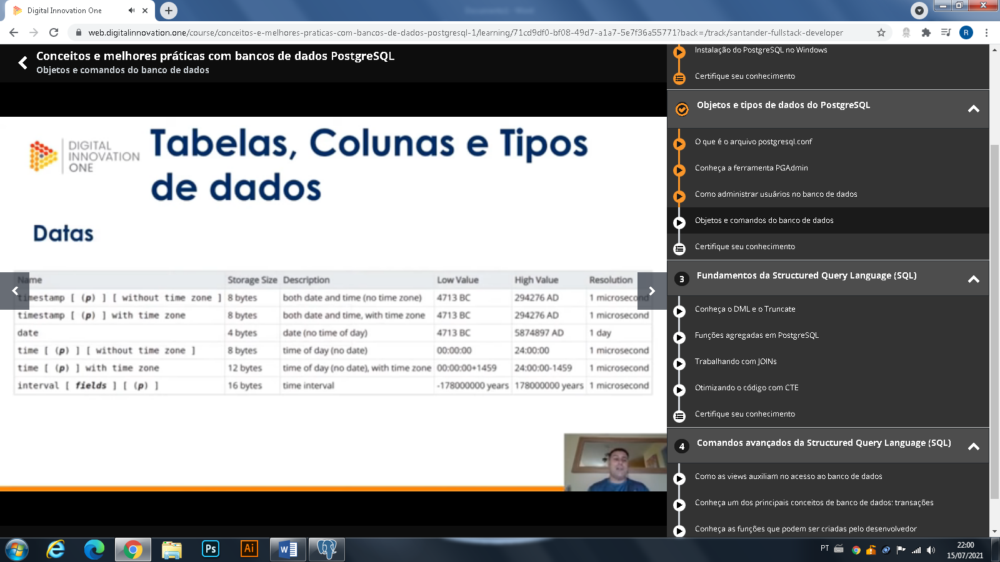 Digital Innovation One
web.digitalinnovation.one/course/conceitos-e-melhores-praticas-com-bancos-de-dados-postgresql-1/learning/71cd9df0-bf08-49d7-a1a7-5e7f36a55771?back=/track/santander-fullstack-developer
R
Conceitos e melhores práticas com bancos de dados PostgreSQL
Objetos e comandos do banco de dados
DIGITAL
INNOVATION
ONE
Tabelas, Colunas e Tipos
de dados
Datas
Name Storage Size Description Low Value High Value Resolution
timestamp [ (p) ] [ without time zone ] 8 bytes both date and time (no time zone) 4713 BC 294276 AD 1 microsecond
timestamp [ (p) ] with time zone 8 bytes both date and time, with time zone 4713 BC 294276 AD 1 microsecond
date 4 bytes date (no time of day) 4713 BC 5874897 AD 1 day
time [ (p) ] [ without time zone ] 8 bytes time of day (no date) 00:00:00 24:00:00 1 microsecond
time [ (p) ] with time zone 12 bytes time of day (no date), with time zone 00:00:00+1459 24:00:00-1459 1 microsecond
interval [ fields ] [ (p) ] 16 bytes time interval -178000000 years 178000000 years 1 microsecond
Instalação do PostgreSQL no Windows
Certifique seu conhecimento
Objetos e tipos de dados do PostgreSQL
O que é o arquivo postgresql.conf
Conheça a ferramenta PGAdmin
Como administrar usuários no banco de dados
Objetos e comandos do banco de dados
Certifique seu conhecimento
3 Fundamentos da Structured Query Language (SQL)
Conheça o DML e o Truncate
Funções agregadas em PostgreSQL
Trabalhando com JOINs
Otimizando o código com CTE
Certifique seu conhecimento
4 Comandos avançados da Structured Query Language (SQL)
Como as views auxiliam no acesso ao banco de dados
Conheça um dos principais conceitos de banco de dados: transações
Conheça as funções que podem ser criadas pelo desenvolvedor
Ps
Ai
W
PT
22:00
15/07/2021